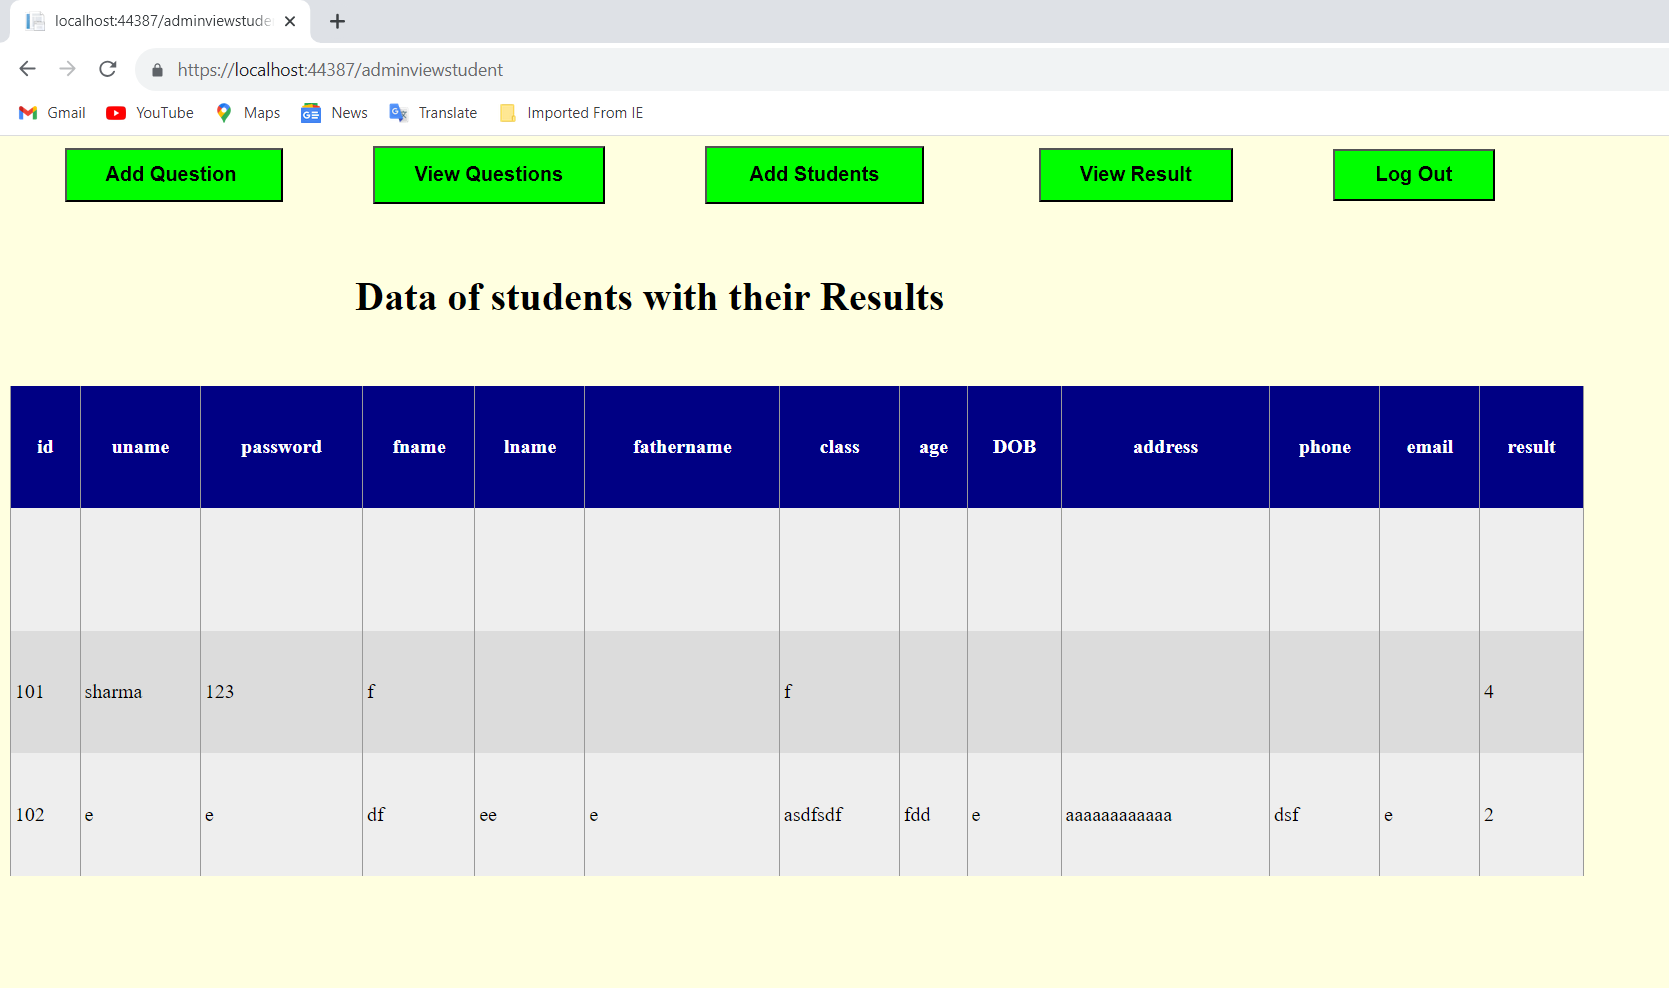 localhost:44387/adminviewstude
https://localhost:44387/adminviewstudent
Gmail YouTube Maps News Translate Imported From IE
Add Question View Questions Add Students View Result Log Out
Data of students with their Results
id uname password fname lname fathername class age DOB address phone email result
101 sharma 123 f f 4
102 e e df ee e asdfsdf fdd e aaaaaaaaaaaa dsf e 2